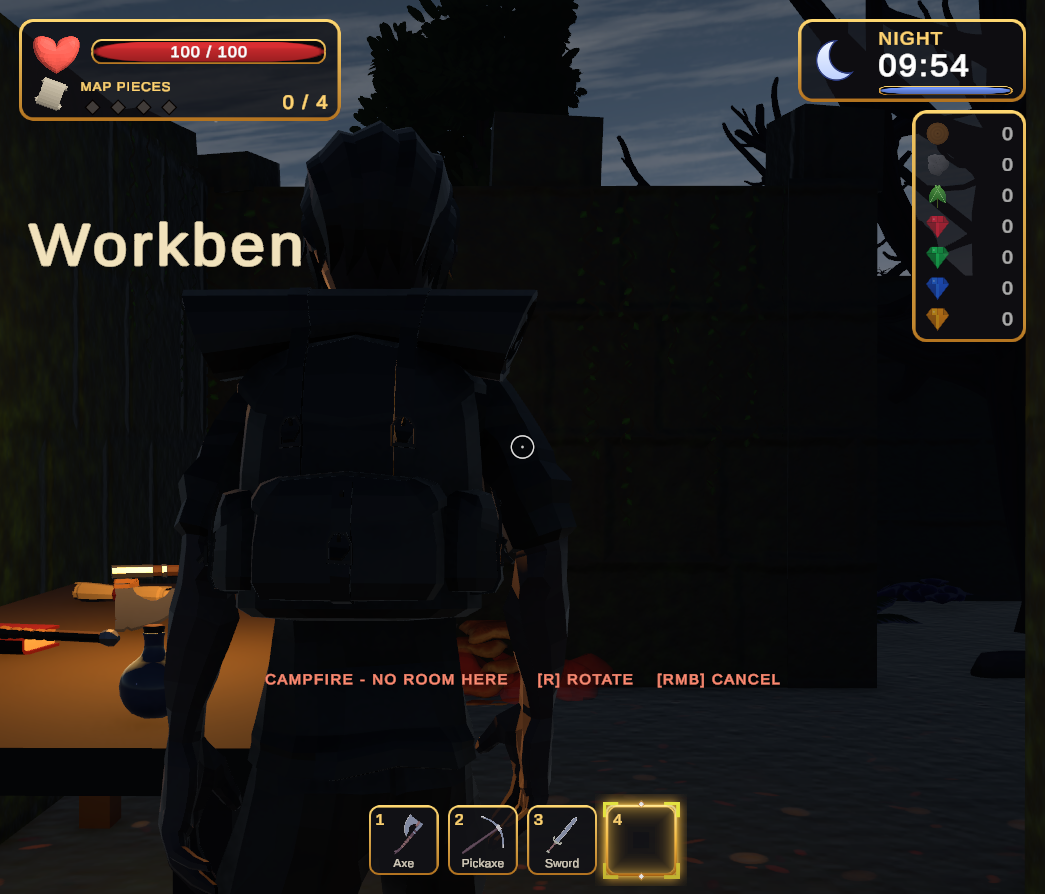 100 / 100
MAP PIECES
0 / 4
NIGHT
09:54
0
0
0
0
0
0
0
Workben
CAMPFIRE - NO ROOM HERE [R] ROTATE [RMB] CANCEL
1
Axe
2
Pickaxe
3
Sword
4